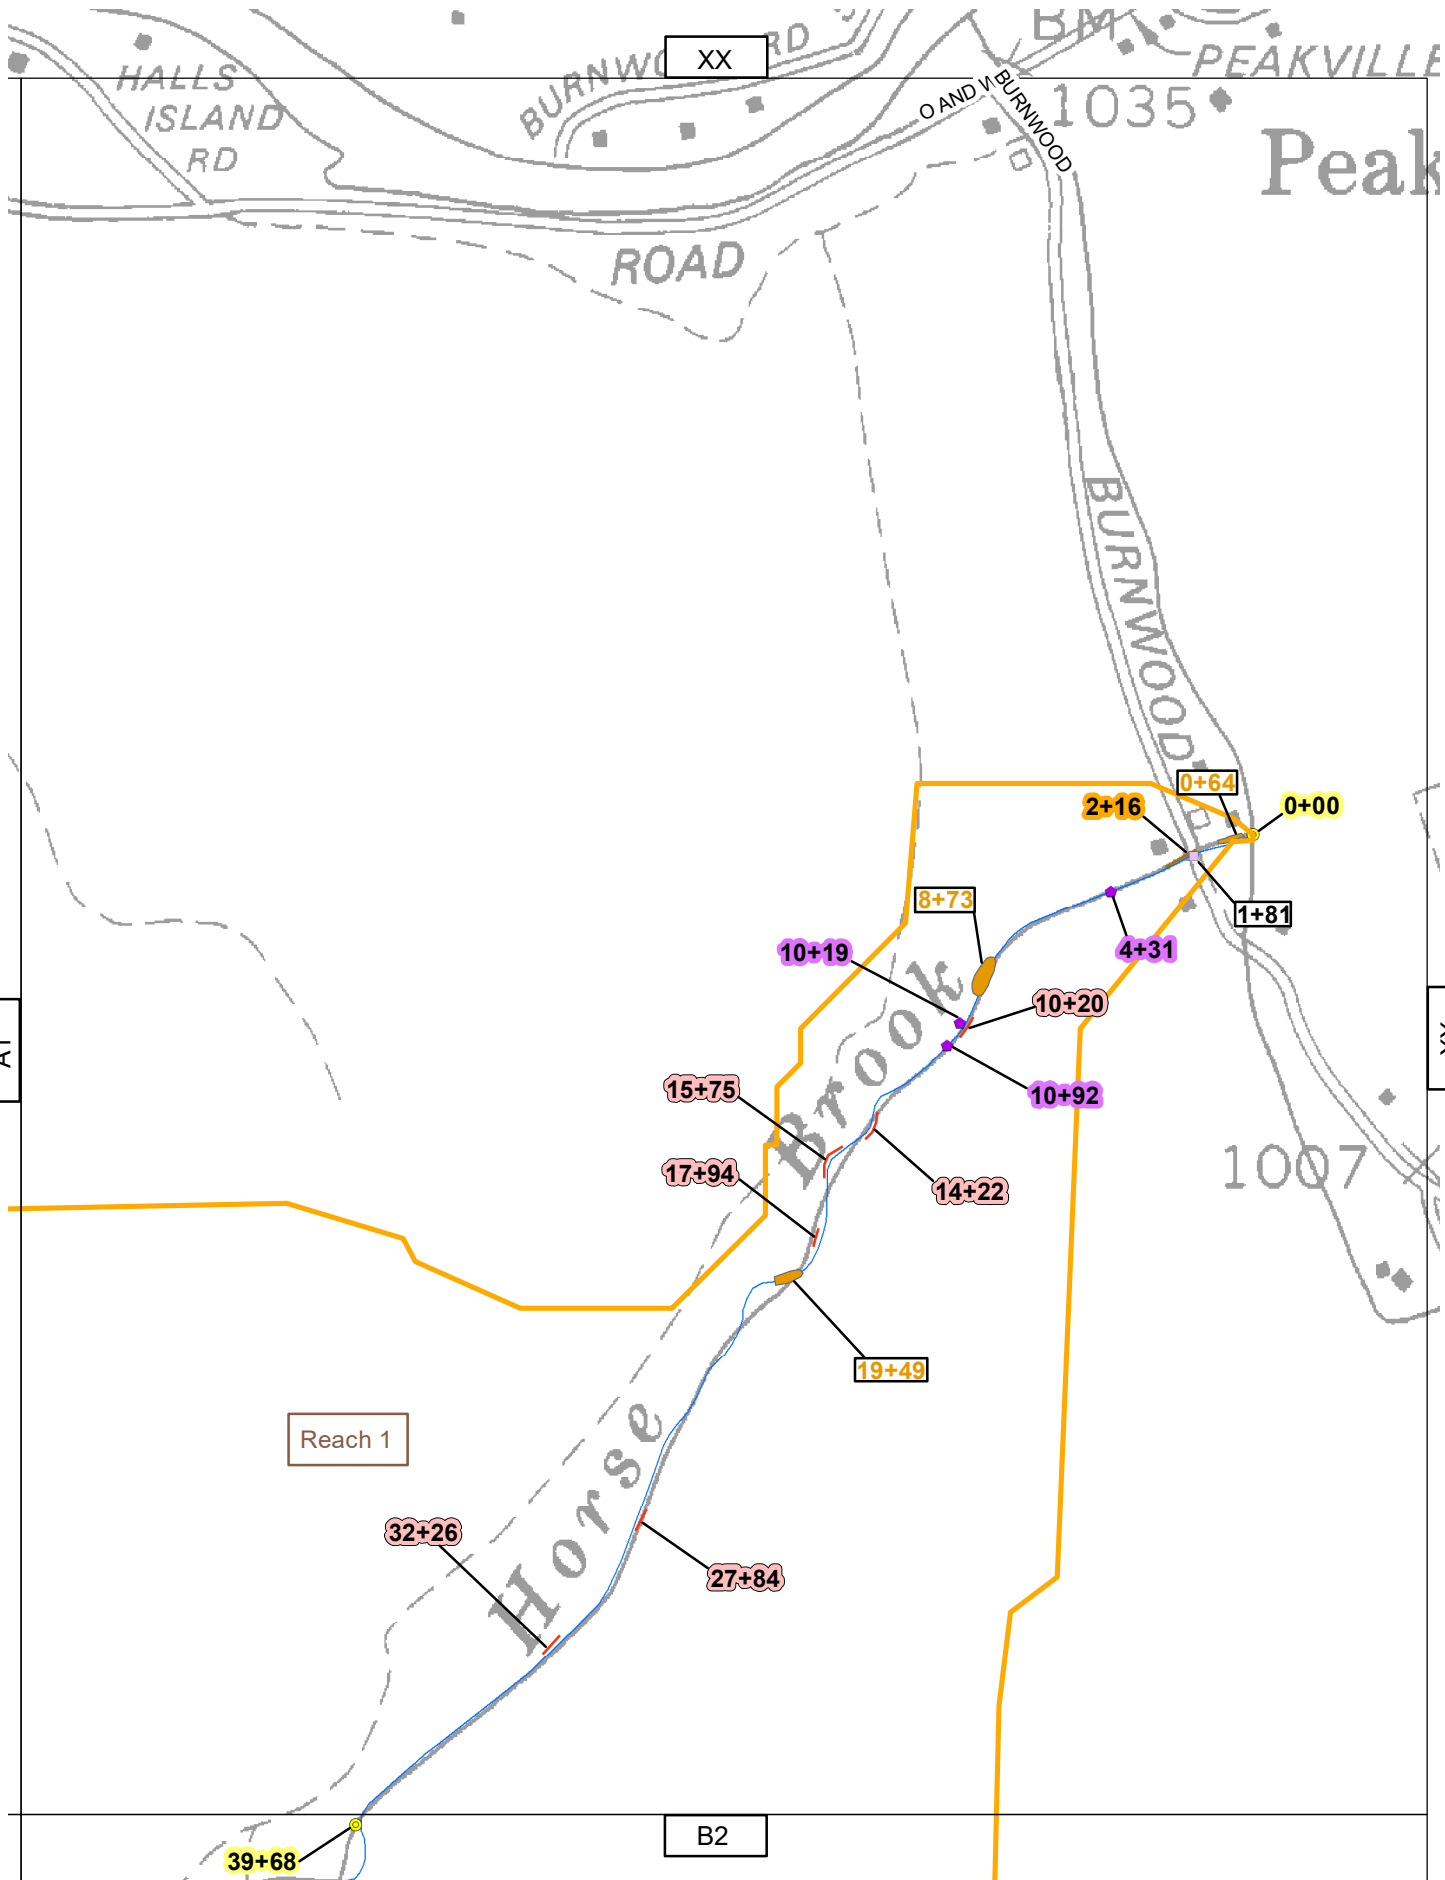 BM
RD
XX
PEAKVILLE
HALLS
ISLAND
RD
BURNWO
O AND W
BURNWOOD
1035
Peak
ROAD
BURNWOOD
0+64
2+16
0+00
8+73
1+81
10+19
4+31
10+20
A1
XX
15+75
10+92
Brook
17+94
14+22
1007
19+49
Reach 1
Horse
32+26
27+84
B2
39+68